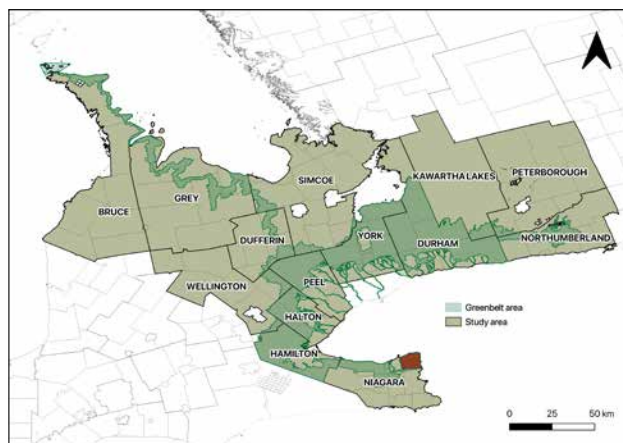 KAWARTHA LAKES
PETERBOROUGH
SIMCOE
GREY
BRUCE
YORK
DURHAM
NORTHUMBERLAND
DUFFERIN
WELLINGTON
PEEL
HALTON
HAMILTON
NIAGARA
Greenbelt area
Study area
0 25 50 km